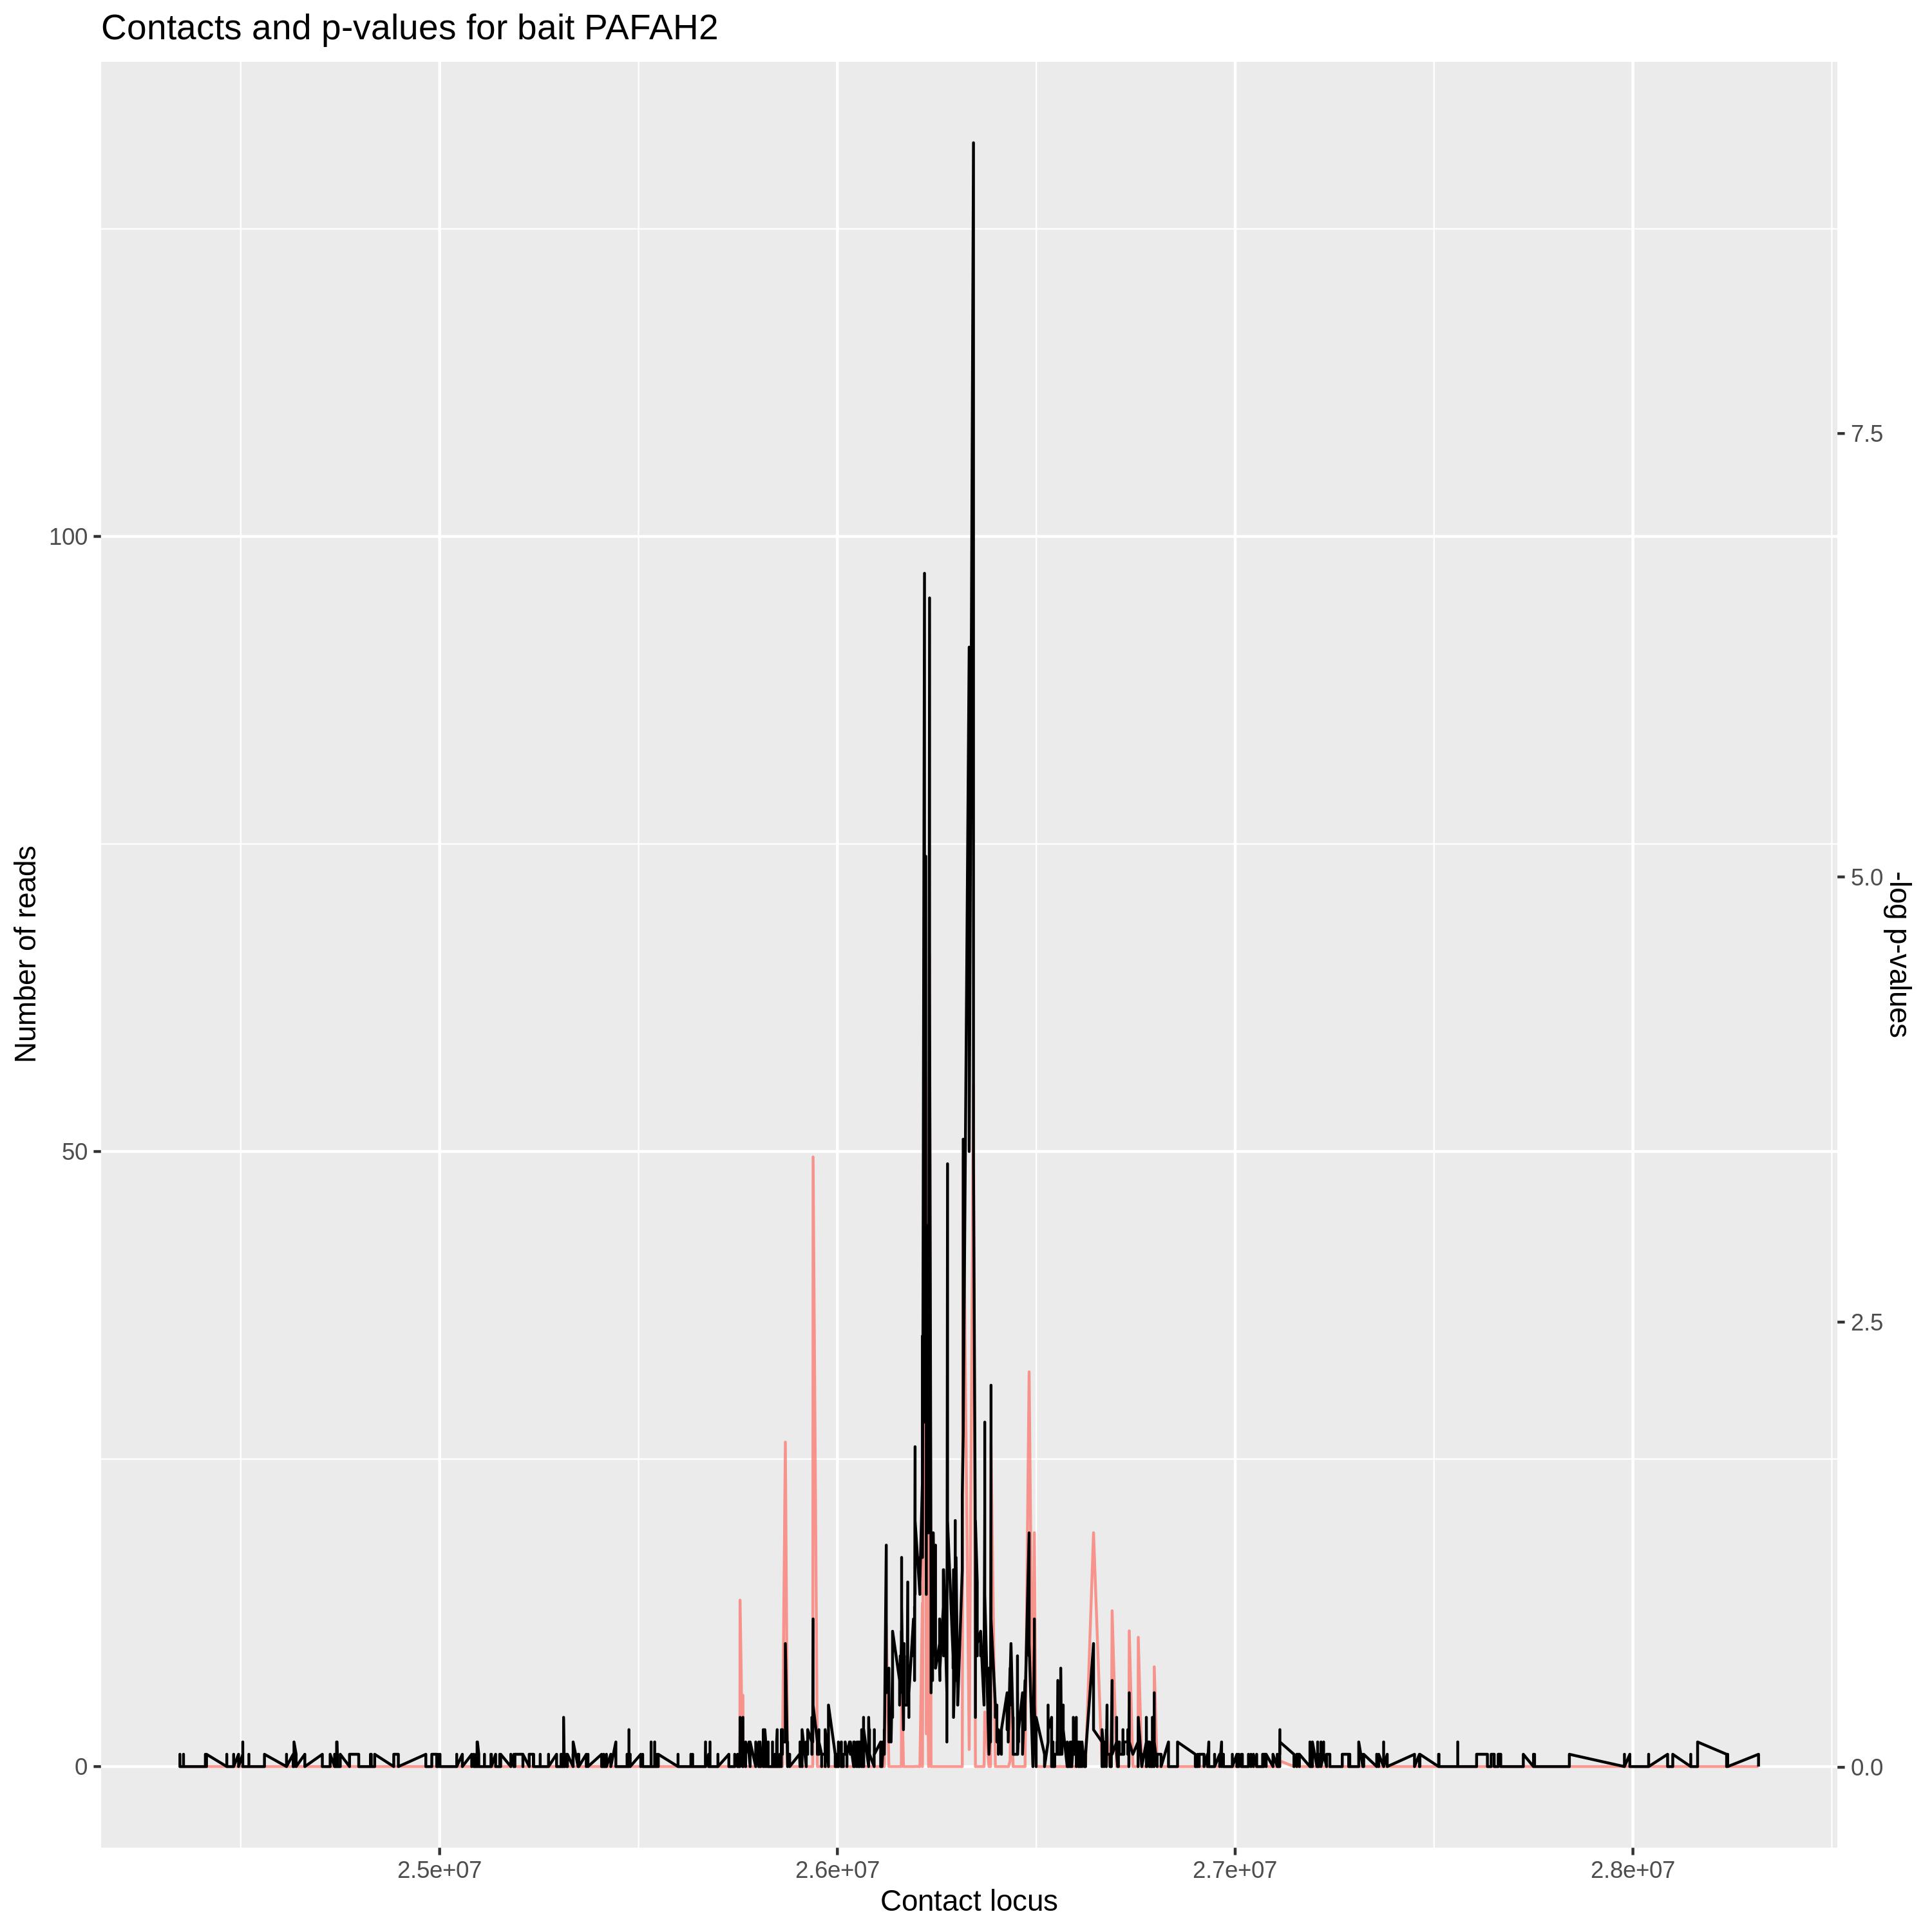 Contacts and p-values for bait PAFAH2
Number of reads
100
50
0
7.5
5.0
2.5
0.0
-log p-values
2.5e+07
2.6e+07
2.7e+07
2.8e+07
Contact locus